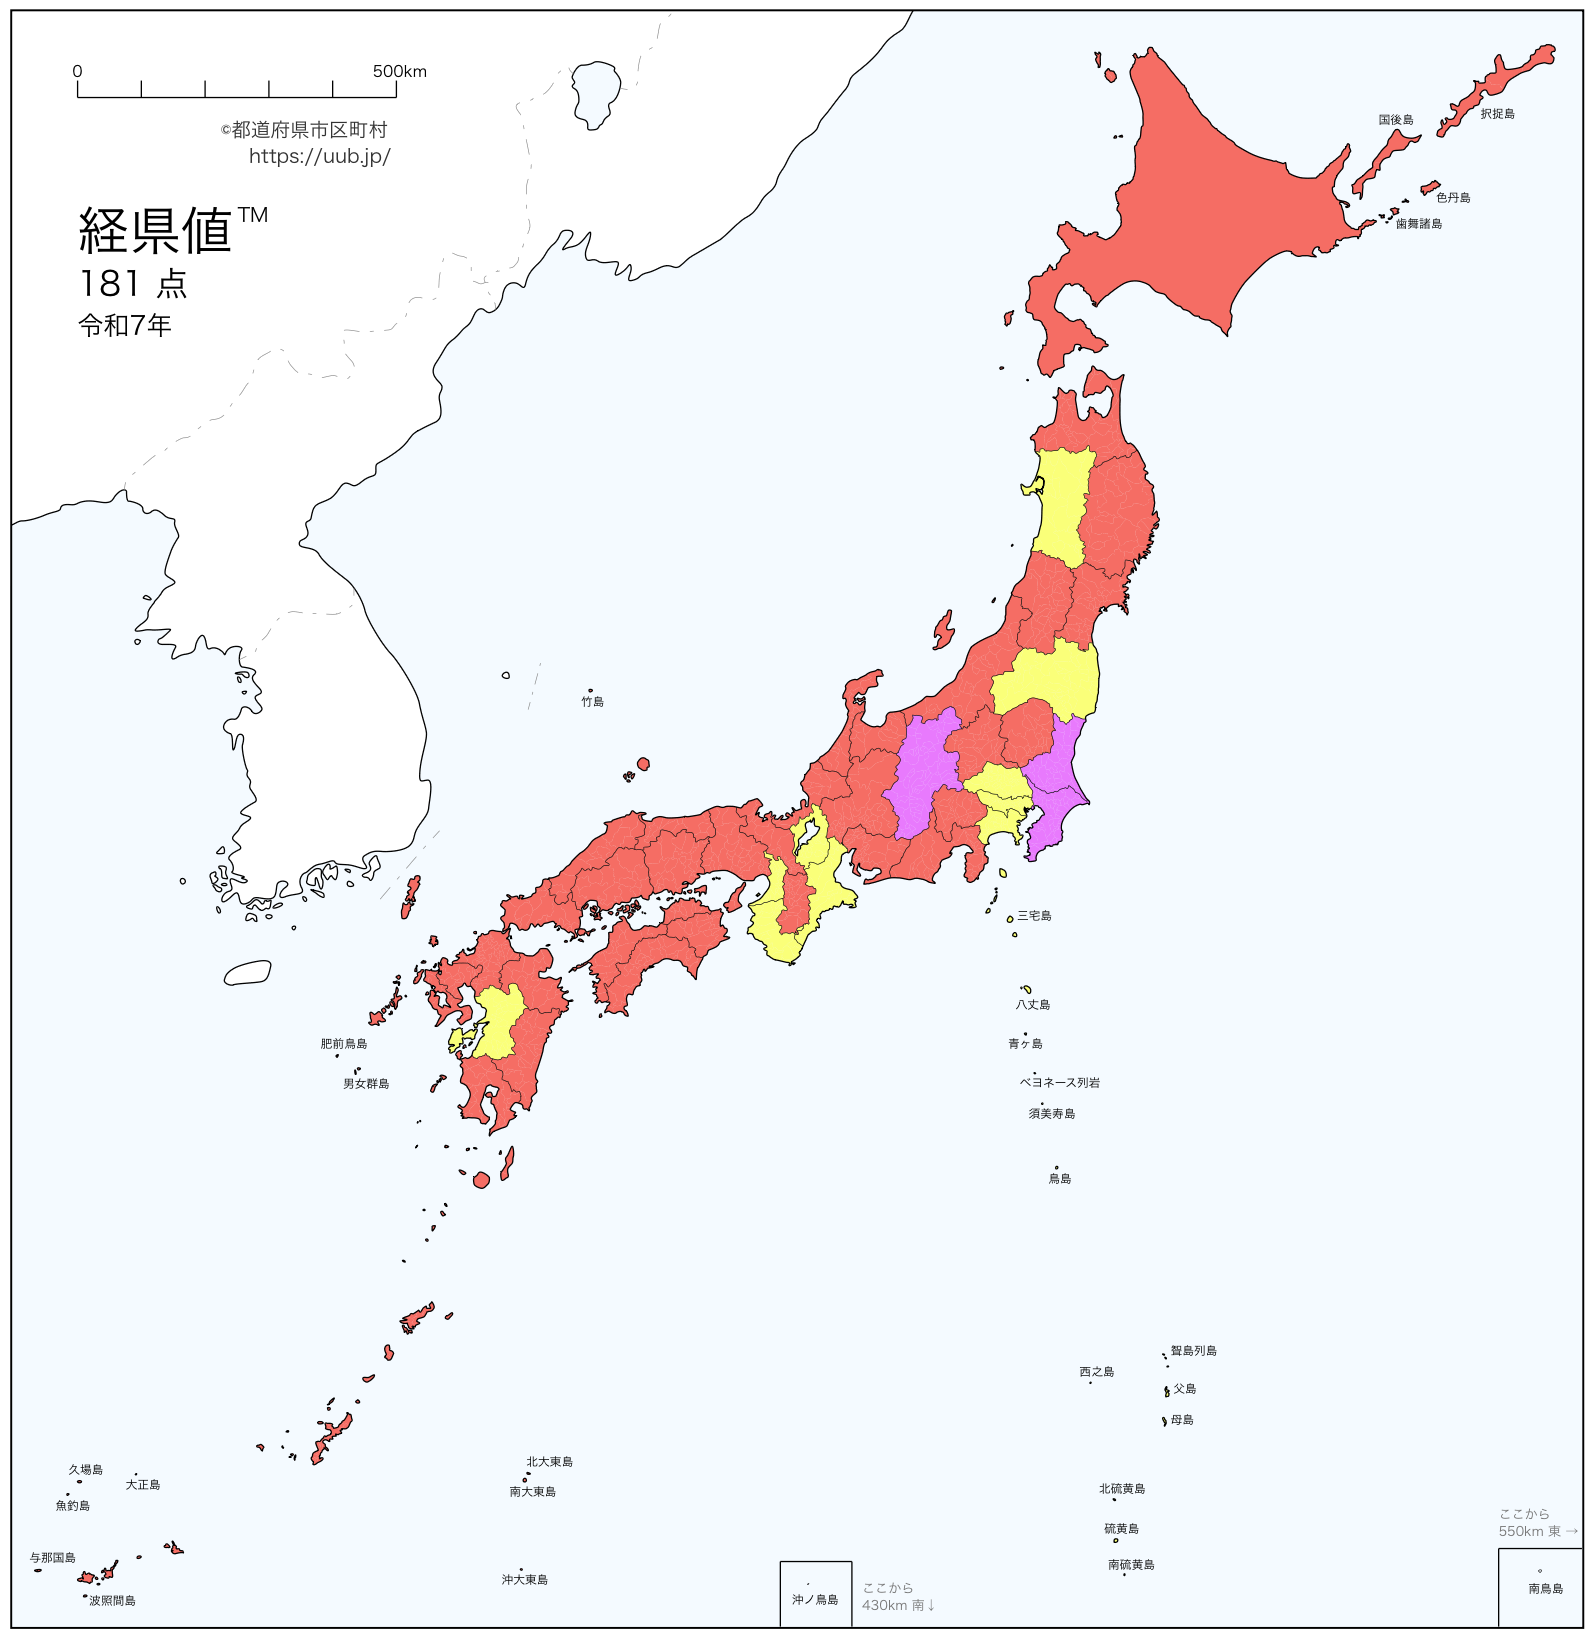 0 500km
©都道府県市区町村
https://uub.jp/
経県値™
181 点
令和7年
国後島
択捉島
色丹島
歯舞諸島
竹島
三宅島
八丈島
青ヶ島
ベヨネース列岩
須美寿島
鳥島
肥前鳥島
男女群島
聟島列島
西之島
父島
母島
久場島
大正島
魚釣島
北大東島
南大東島
北硫黄島
硫黄島
南硫黄島
与那国島
波照間島
沖大東島
沖ノ鳥島
ここから
430km 南↓
ここから
550km 東→
南鳥島